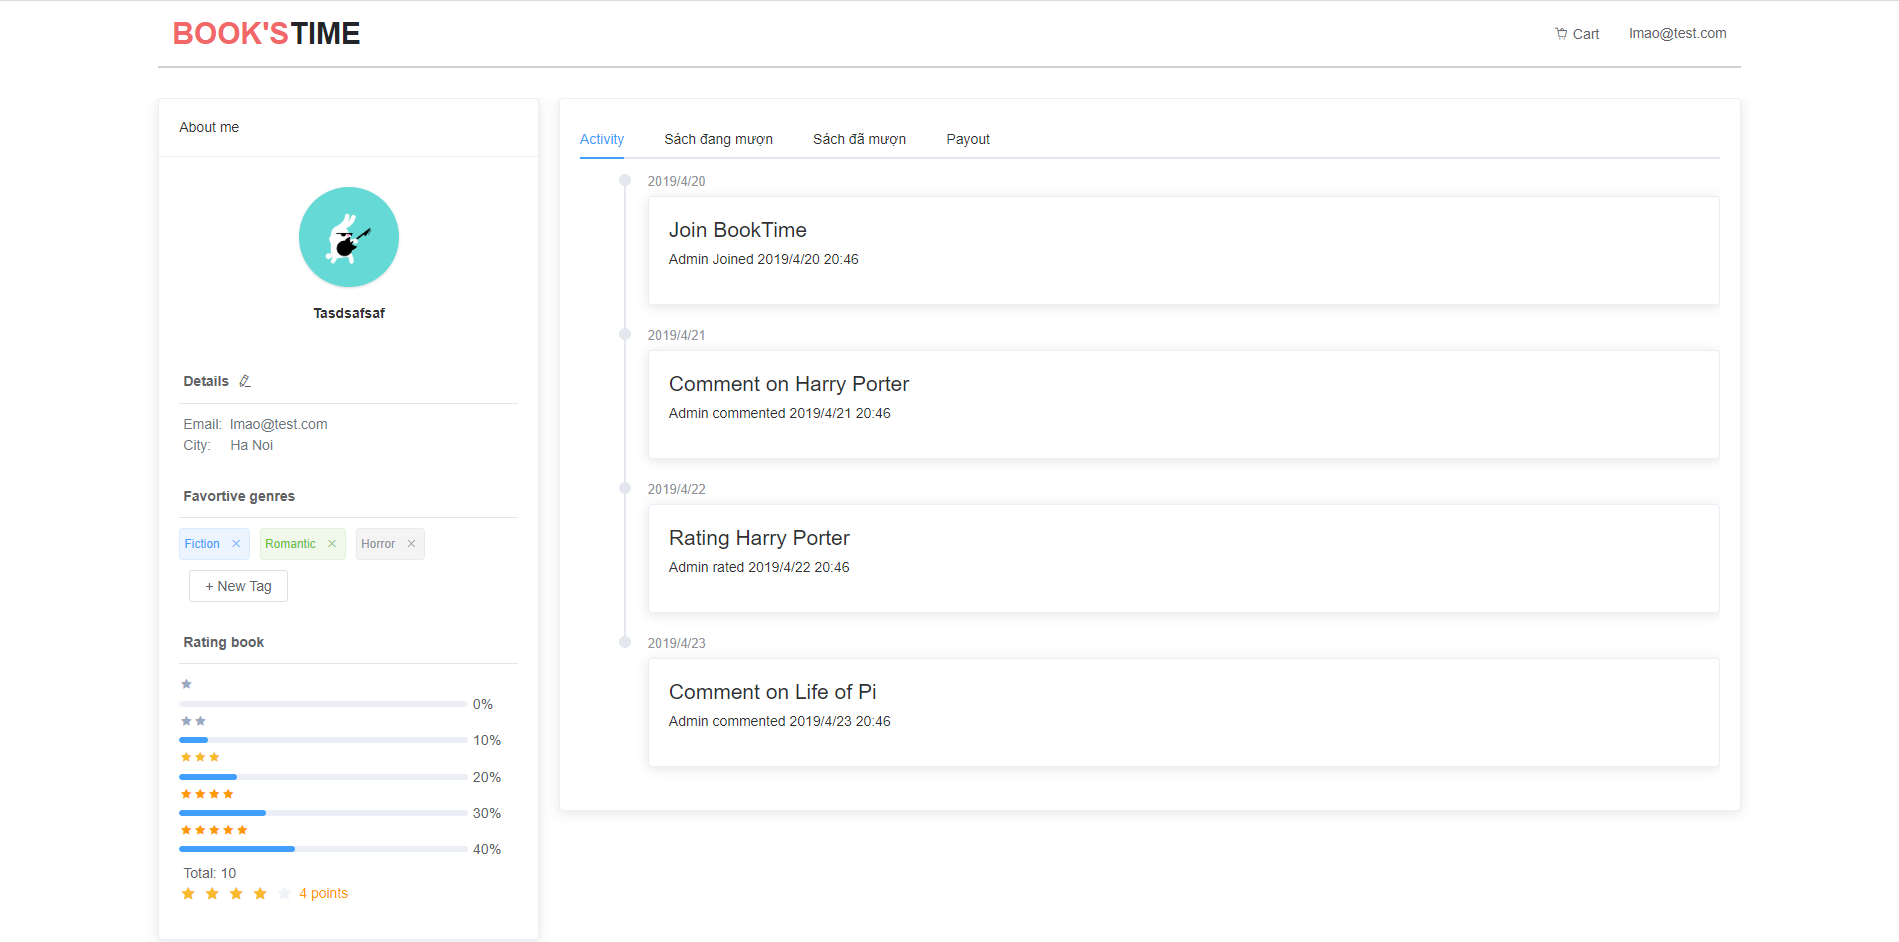 BOOK'STIME
Cart
lmao@test.com
About me
Tasdsafsaf
Details
Email: lmao@test.com
City: Ha Noi
Favortive genres
Fiction × Romantic × Horror ×
+ New Tag
Rating book
0%
10%
20%
30%
40%
Total: 10
4 points
Activity Sách đang mượn Sách đã mượn Payout
2019/4/20
Join BookTime
Admin Joined 2019/4/20 20:46
2019/4/21
Comment on Harry Porter
Admin commented 2019/4/21 20:46
2019/4/22
Rating Harry Porter
Admin rated 2019/4/22 20:46
2019/4/23
Comment on Life of Pi
Admin commented 2019/4/23 20:46